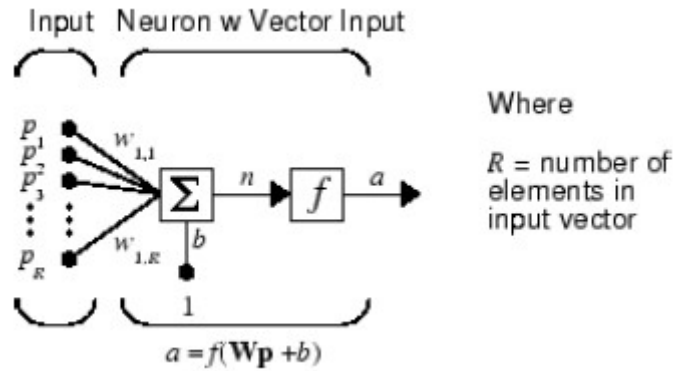 Input Neuron w Vector Input
p1
p2
p3
pR
w1,1
w1,R
Σ
n
f
a
b
1
a = f(Wp +b)
Where
R = number of
elements in
input vector